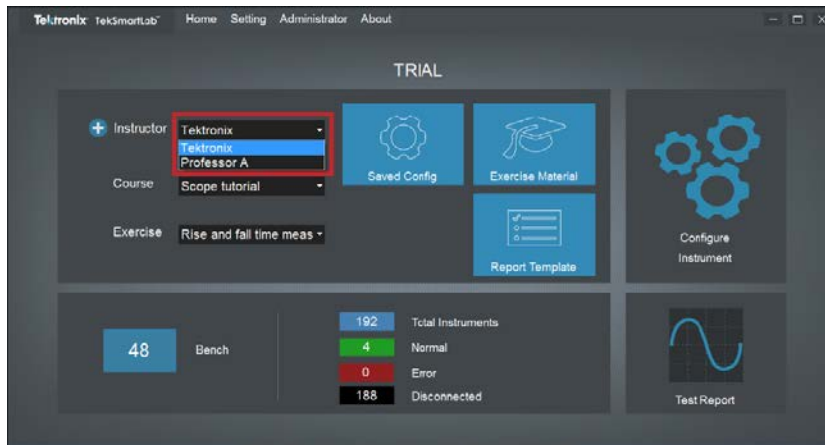 Tektronix TekSmartLab™ Home Setting Administrator About
TRIAL
Instructor Tektronix
Tektronix
Professor A
Course Scope tutorial
Exercise Rise and fall time meas
Saved Config
Exercise Material
Report Template
Configure
Instrument
48 Bench
192 Total Instruments
4 Normal
0 Error
188 Disconnected
Test Report